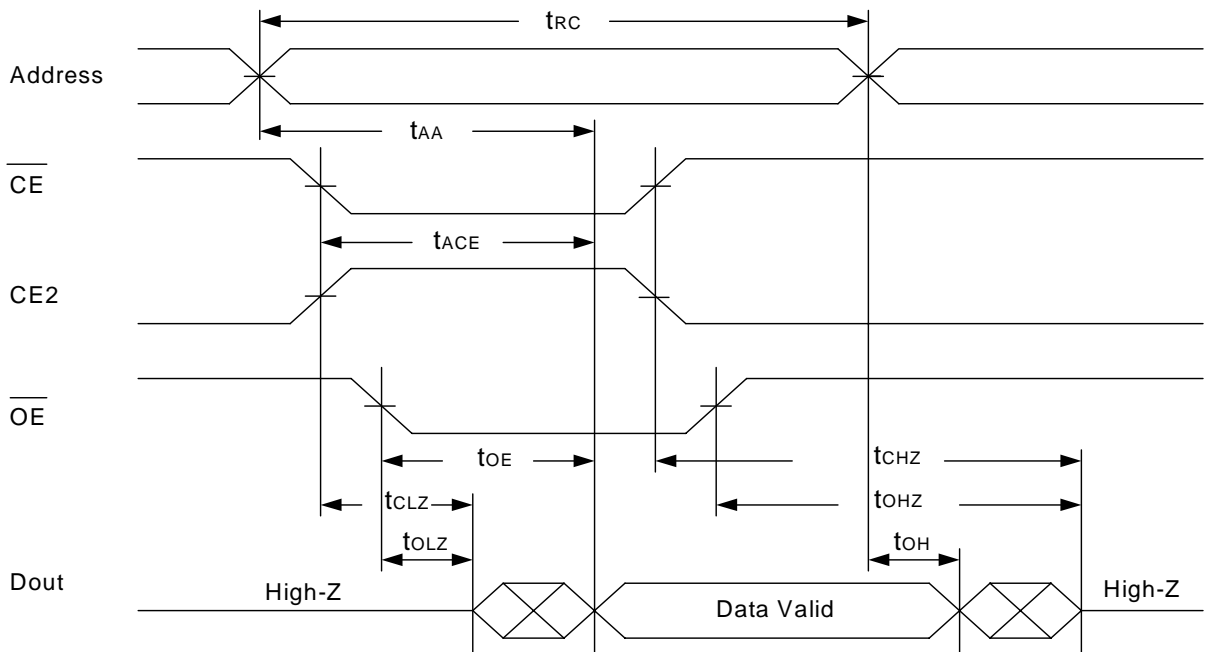 tRC
Address
tAA
CE
tACE
CE2
OE
tOE
tCHZ
tCLZ
tOHZ
tOLZ
tOH
Dout
High-Z
Data Valid
High-Z